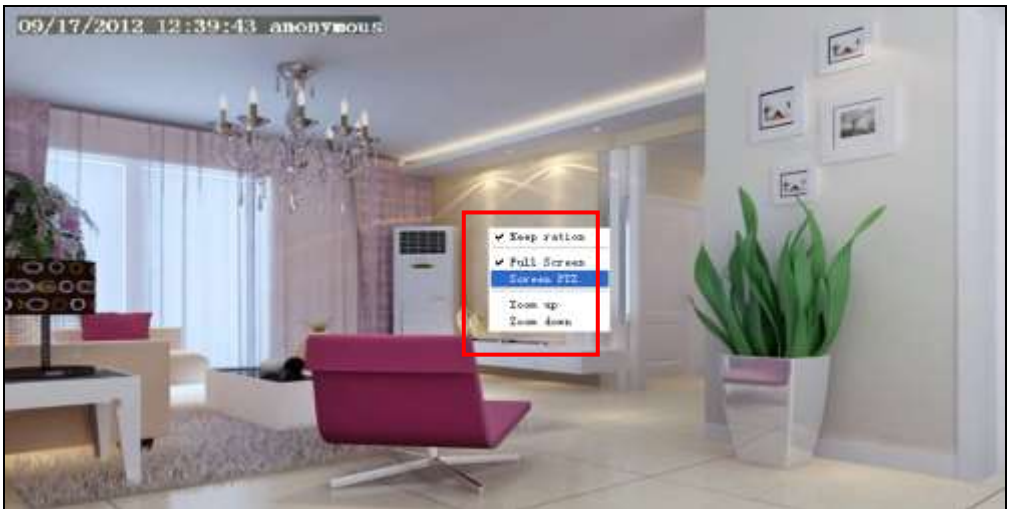 09/17/2012 12:39:43 anonymous
Keep ration
Full Screen
Screen PTZ
Zoom up
Zoom down